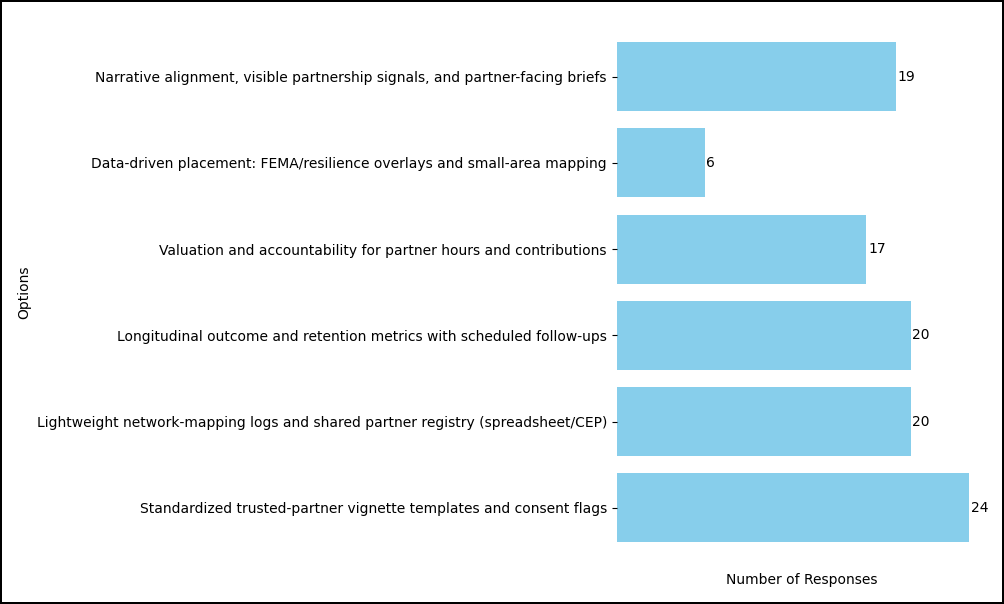 Narrative alignment, visible partnership signals, and partner-facing briefs
19
Data-driven placement: FEMA/resilience overlays and small-area mapping
6
Valuation and accountability for partner hours and contributions
17
Options
Longitudinal outcome and retention metrics with scheduled follow-ups
20
Lightweight network-mapping logs and shared partner registry (spreadsheet/CEP)
20
Standardized trusted-partner vignette templates and consent flags
24
Number of Responses